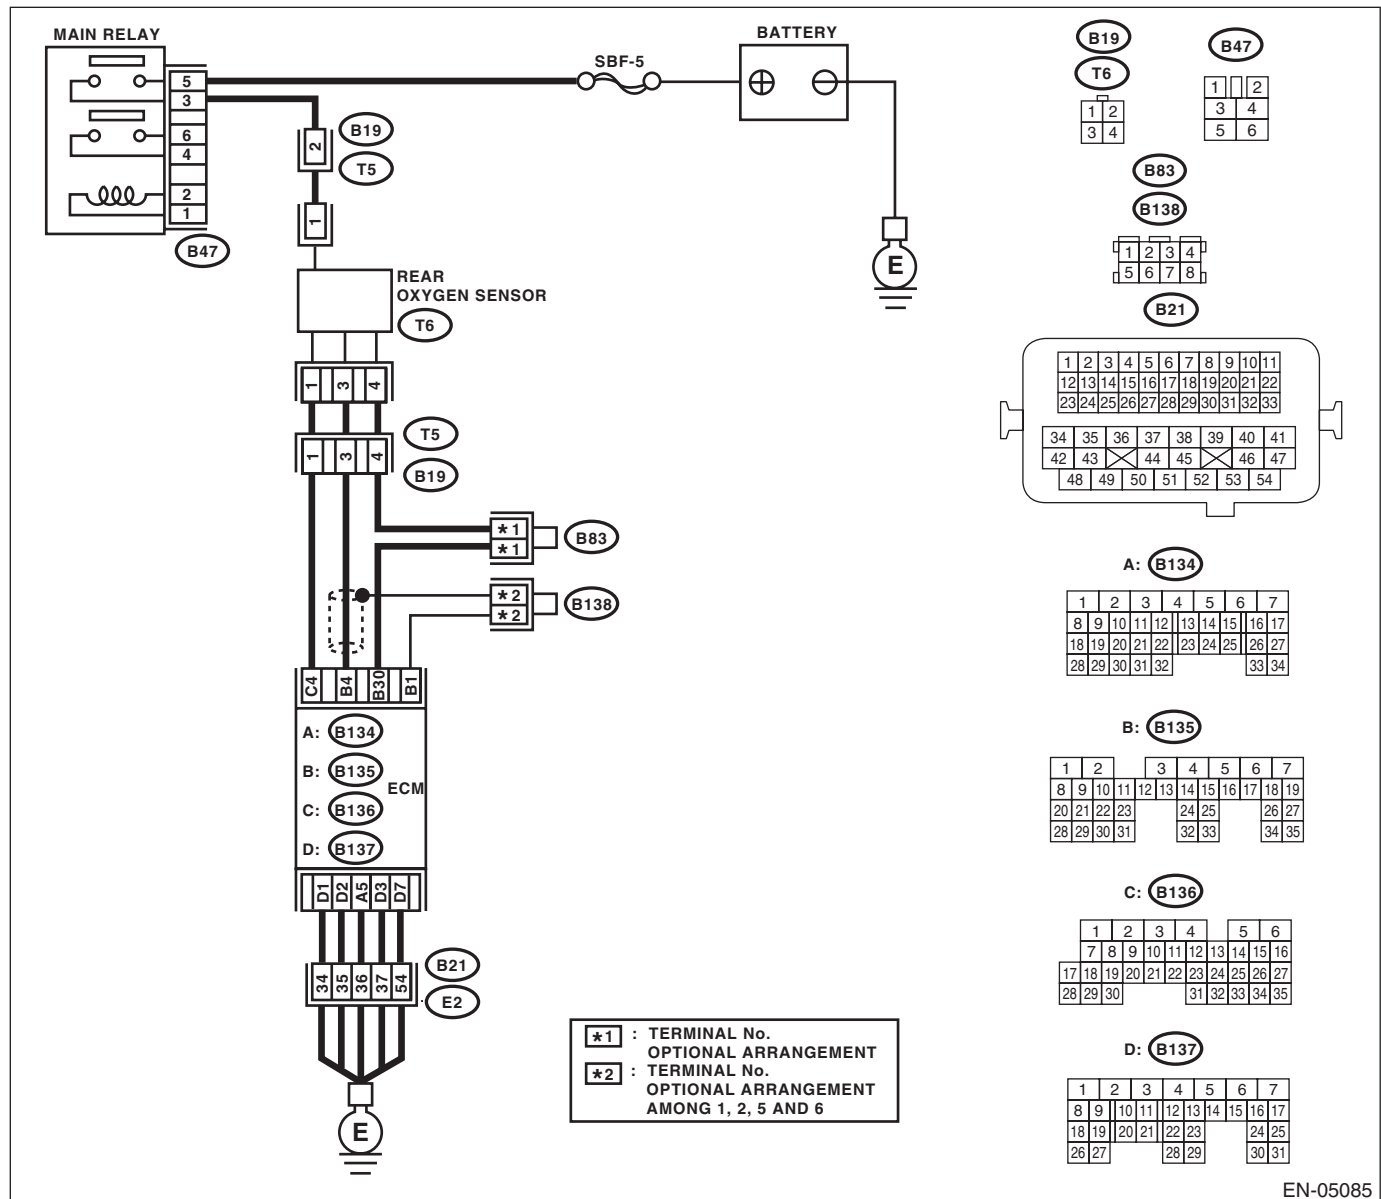 MAIN RELAY
5
3
6
4
2
1
B47
SBF-5
BATTERY
E
2
B19
T5
1
REAR
OXYGEN SENSOR
T6
1 3 4
T5
1 3 4
B19
*1
*1
B83
*2
*2
B138
C4 B4 B30 B1
A: B134
B: B135
ECM
C: B136
D: B137
D1 D2 A5 D3 D7
B21
34 35 36 37 54
E2
E
*1 : TERMINAL No.
OPTIONAL ARRANGEMENT
*2 : TERMINAL No.
OPTIONAL ARRANGEMENT
AMONG 1, 2, 5 AND 6
B19
T6
1 2
3 4
B47
1 2
3 4
5 6
B83
B138
1 2 3 4
5 6 7 8
B21
1 2 3 4 5 6 7 8 9 10 11
12 13 14 15 16 17 18 19 20 21 22
23 24 25 26 27 28 29 30 31 32 33
34 35 36 37 38 39 40 41
42 43 44 45 46 47
48 49 50 51 52 53 54
A: B134
1 2 3 4 5 6 7
8 9 10 11 12 13 14 15 16 17
18 19 20 21 22 23 24 25 26 27
28 29 30 31 32 33 34
B: B135
1 2 3 4 5 6 7
8 9 10 11 12 13 14 15 16 17 18 19
20 21 22 23 24 25 26 27
28 29 30 31 32 33 34 35
C: B136
1 2 3 4 5 6
7 8 9 10 11 12 13 14 15 16
17 18 19 20 21 22 23 24 25 26 27
28 29 30 31 32 33 34 35
D: B137
1 2 3 4 5 6 7
8 9 10 11 12 13 14 15 16 17
18 19 20 21 22 23 24 25
26 27 28 29 30 31
EN-05085